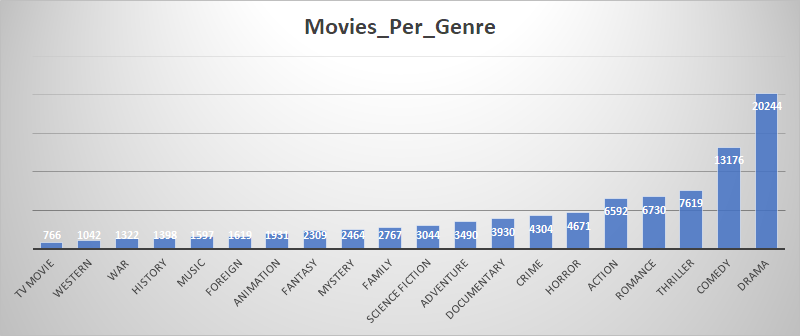 Movies_Per_Genre
766 1042 1322 1398 1597 1619 1931 2309 2464 2767 3044 3490 3930 4304 4671 6592 6730 7619 13176 20244
TV MOVIE WESTERN WAR HISTORY MUSIC FOREIGN ANIMATION FANTASY MYSTERY FAMILY SCIENCE FICTION ADVENTURE DOCUMENTARY CRIME HORROR ACTION ROMANCE THRILLER COMEDY DRAMA